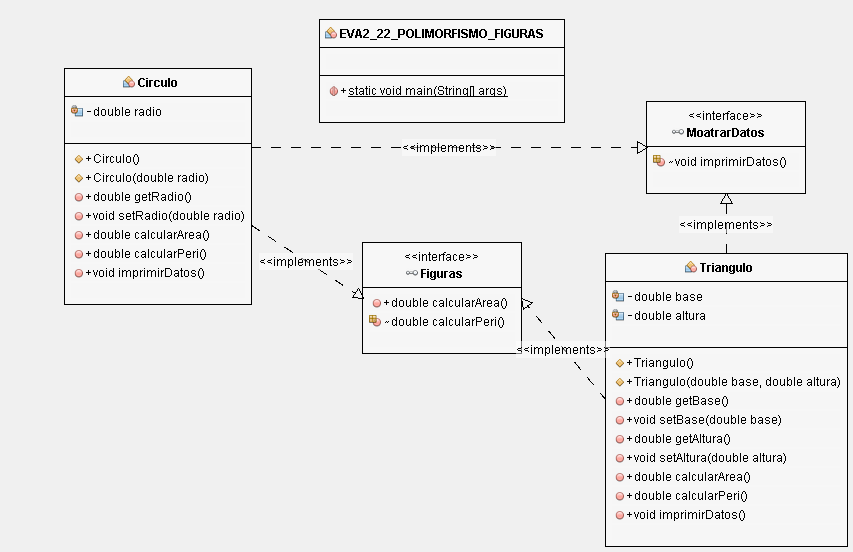 EVA2_22_POLIMORFISMO_FIGURAS
+static void main(String[] args)
Circulo
-double radio
+Circulo()
+Circulo(double radio)
+double getRadio()
+void setRadio(double radio)
+double calcularArea()
+double calcularPeri()
+void imprimirDatos()
<<implements>>
<<interface>>
MoatrarDatos
~void imprimirDatos()
<<implements>>
<<implements>>
<<interface>>
Figuras
+double calcularArea()
~double calcularPeri()
<<implements>>
Triangulo
-double base
-double altura
+Triangulo()
+Triangulo(double base, double altura)
+double getBase()
+void setBase(double base)
+double getAltura()
+void setAltura(double altura)
+double calcularArea()
+double calcularPeri()
+void imprimirDatos()